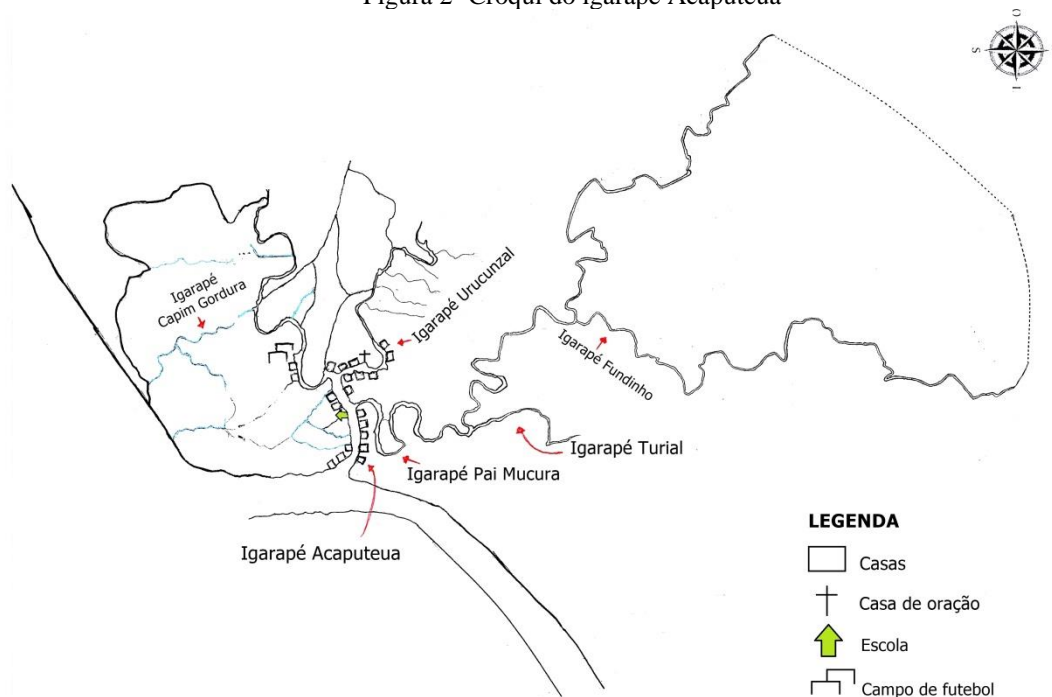 Figura 2- Croqui do igarapé Acaputeua
O
S
L
Igarapé
Capim Gordura
Igarapé Urucunzal
Igarapé Fundinho
Igarapé Turial
Igarapé Pai Mucura
Igarapé Acaputeua
LEGENDA
Casas
Casa de oração
Escola
Campo de futebol